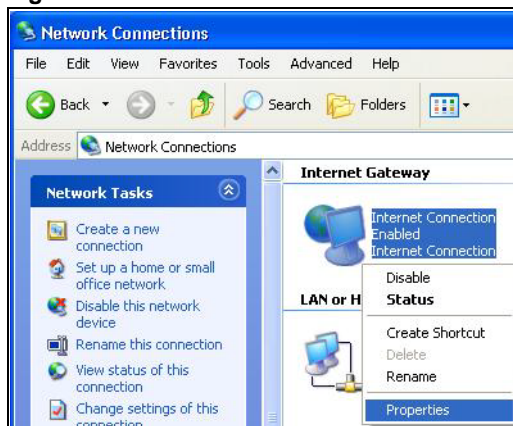 Network Connections
File Edit View Favorites Tools Advanced Help
Back Search Folders
Address Network Connections
Network Tasks
Create a new
connection
Set up a home or small
office network
Disable this network
device
Rename this connection
View status of this
connection
Change settings of this
connection
Internet Gateway
Internet Connection
Enabled
Internet Connection
LAN or H
Disable
Status
Create Shortcut
Delete
Rename
Properties